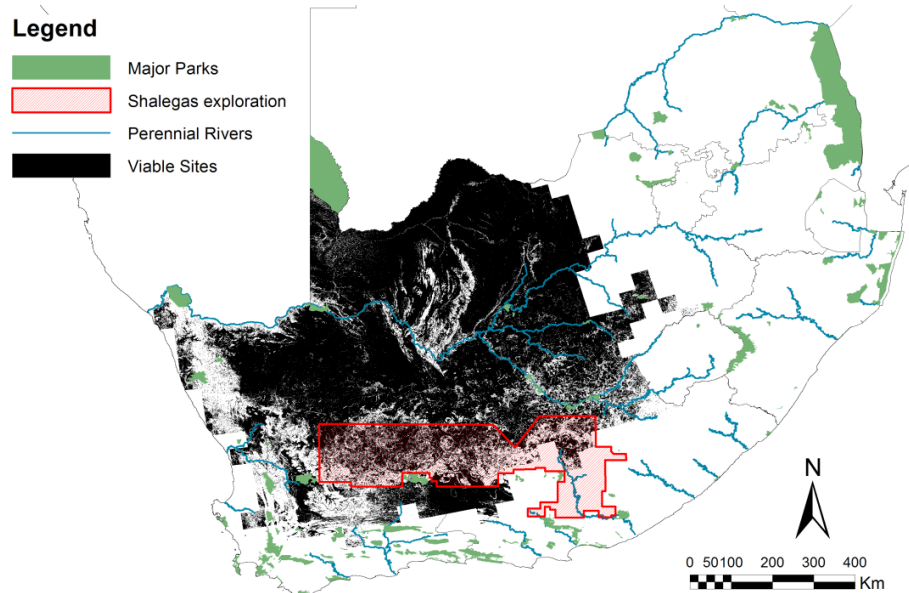 Legend
Major Parks
Shalegas exploration
Perennial Rivers
Viable Sites
N
0 50100 200 300 400
Km